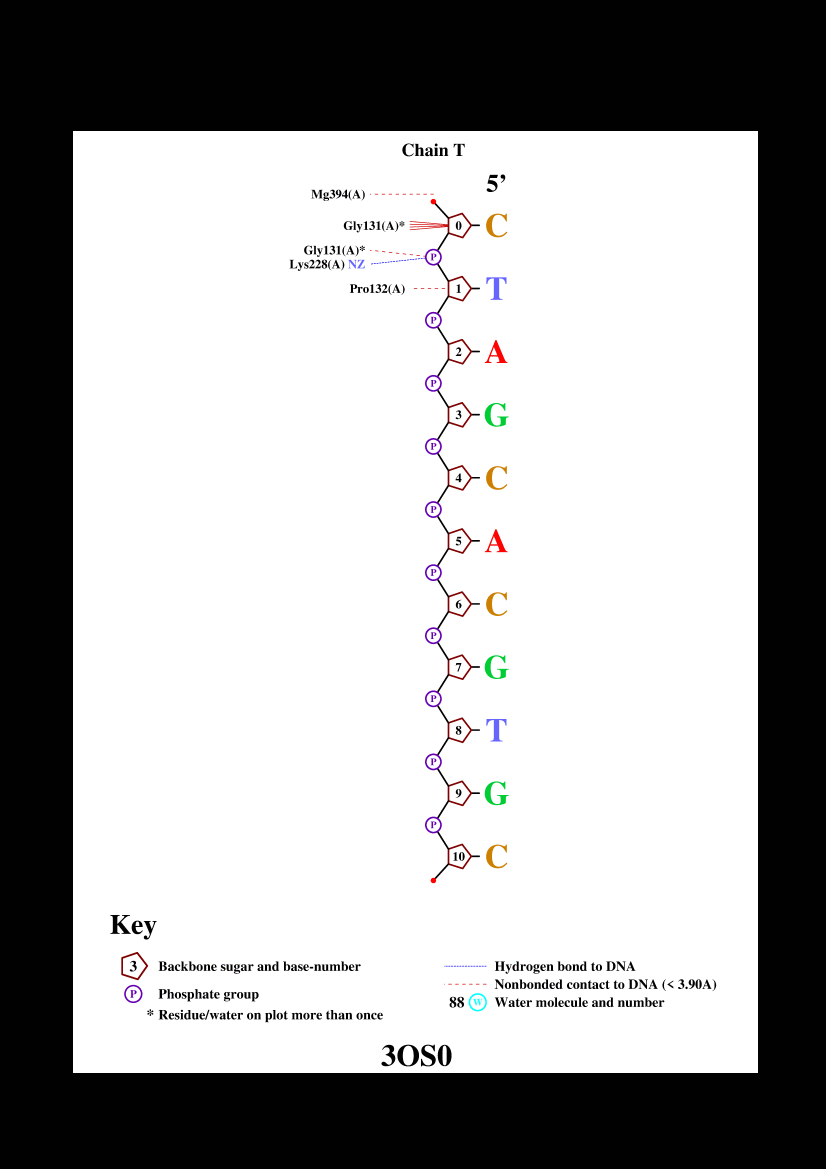 Chain T
5’
Mg394(A)
Gly131(A)* 0 C
Gly131(A)*
P
Lys228(A) NZ
Pro132(A) 1 T
P
2 A
P
3 G
P
4 C
P
5 A
P
6 C
P
7 G
P
8 T
P
9 G
P
10 C
Key
3 Backbone sugar and base-number
P Phosphate group
* Residue/water on plot more than once
Hydrogen bond to DNA
Nonbonded contact to DNA (< 3.90A)
88 W Water molecule and number
3OS0